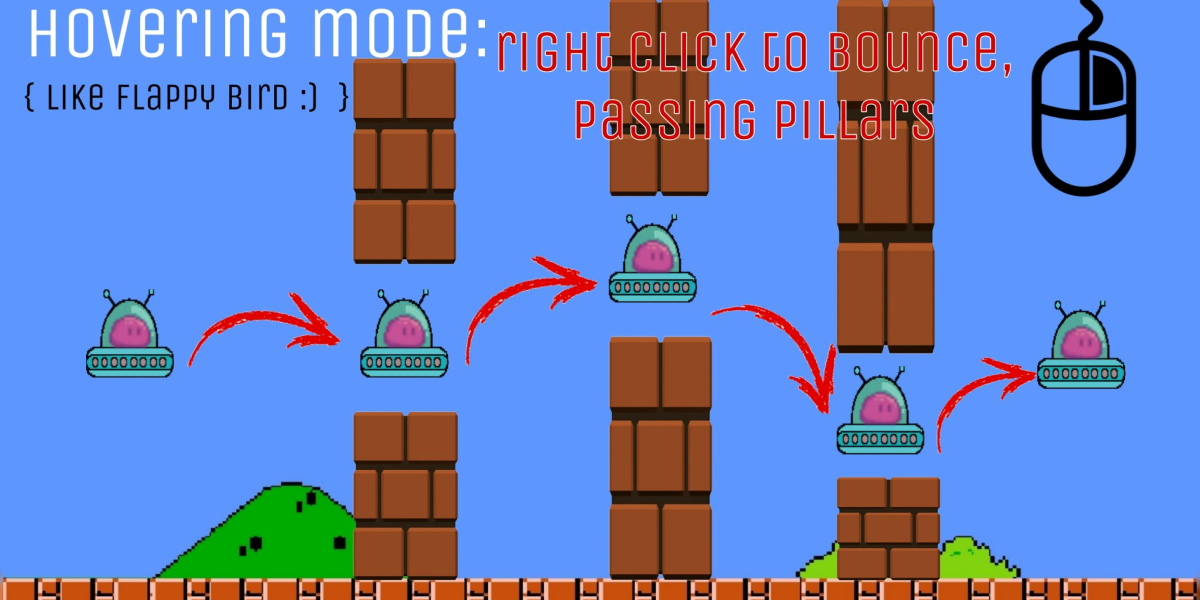 HOVERING MODE:
{ LIKE FLAPPY BIRD :) }
RIGHT CLICK TO BOUNCE,
PASSING PILLARS